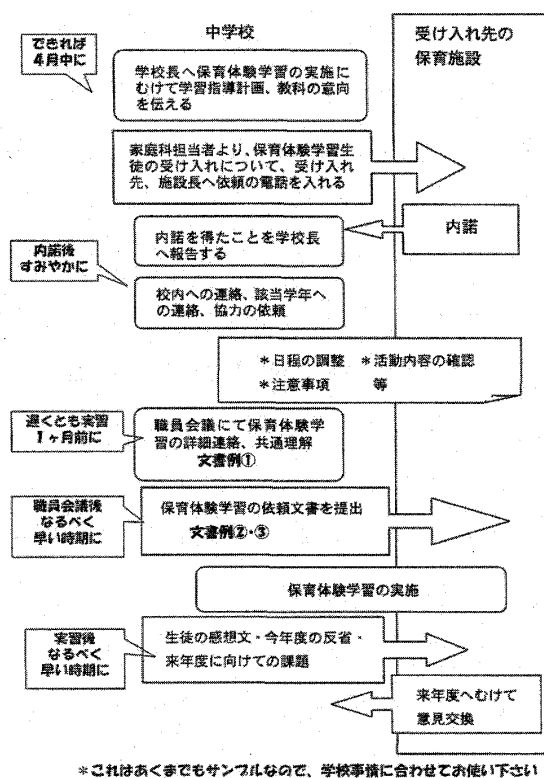 中学校
受け入れ先の
保育施設
できれば
4月中に
学校長へ保育体験学習の実施に
むけて学習指導計画、教科の意向
を伝える
家庭科担当者より、保育体験学習生
徒の受け入れについて、受け入れ
先、施設長へ依頼の電話を入れる
内諾
内諾を得たことを学校長
へ報告する
内諾後
すみやかに
校内への連絡、該当学年へ
の連絡、協力の依頼
＊日程の調整 ＊活動内容の確認
＊注意事項 等
遅くとも実習
1ヶ月前に
職員会議にて保育体験学
習の詳細連絡、共通理解
文書例①
職員会議後
なるべく
早い時期に
保育体験学習の依頼文書を提出
文書例②・③
保育体験学習の実施
実習後
なるべく
早い時期に
生徒の感想文・今年度の反省・
来年度に向けての課題
来年度へむけて
意見交換
＊これはあくまでもサンプルなので、学校事情に合わせてお使い下さい